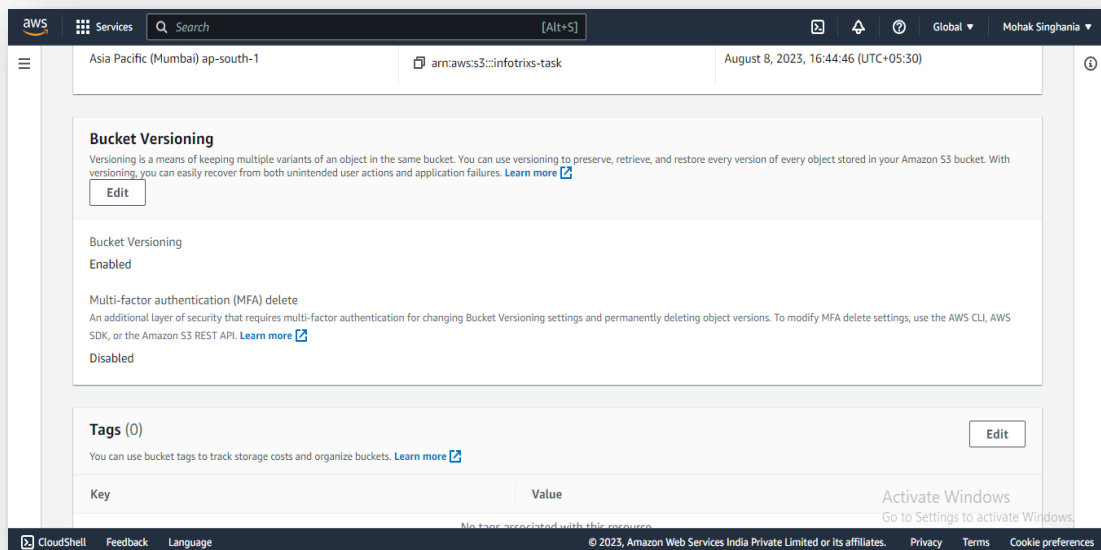 aws
Services
Search
[Alt+S]
Global ▼
Mohak Singhania ▼
Asia Pacific (Mumbai) ap-south-1
arn:aws:s3:::infotrixs-task
August 8, 2023, 16:44:46 (UTC+05:30)
Bucket Versioning
Versioning is a means of keeping multiple variants of an object in the same bucket. You can use versioning to preserve, retrieve, and restore every version of every object stored in your Amazon S3 bucket. With
versioning, you can easily recover from both unintended user actions and application failures. Learn more
Edit
Bucket Versioning
Enabled
Multi-factor authentication (MFA) delete
An additional layer of security that requires multi-factor authentication for changing Bucket Versioning settings and permanently deleting object versions. To modify MFA delete settings, use the AWS CLI, AWS
SDK, or the Amazon S3 REST API. Learn more
Disabled
Tags (0)
Edit
You can use bucket tags to track storage costs and organize buckets. Learn more
Key
Value
No tags associated with this resource
Activate Windows
Go to Settings to activate Windows.
CloudShell
Feedback
Language
© 2023, Amazon Web Services India Private Limited or its affiliates.
Privacy
Terms
Cookie preferences